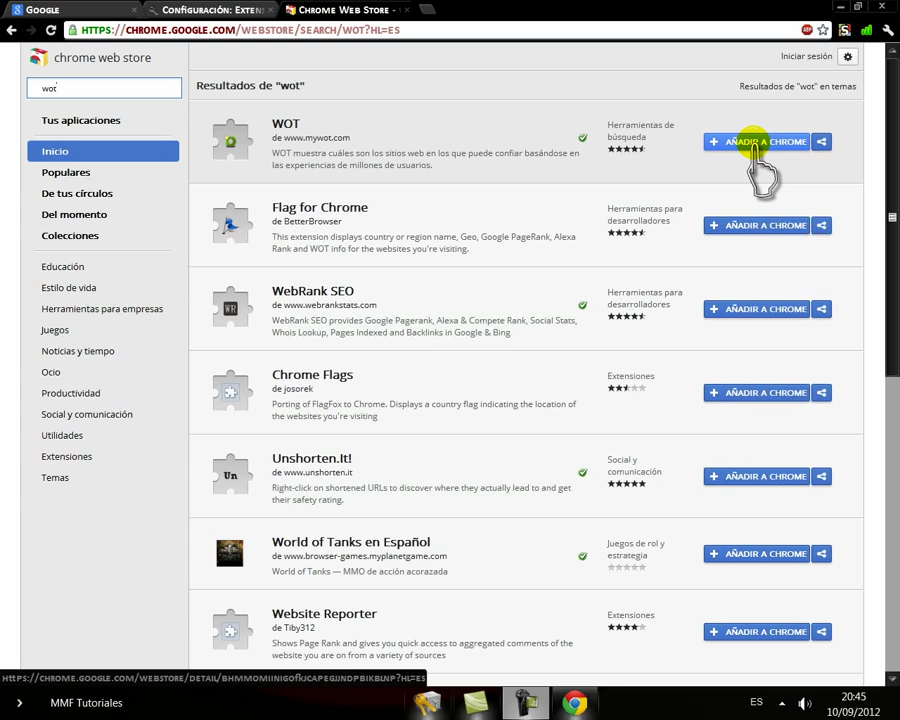 Google
Configuración: Exten
Chrome Web Store -
https://chrome.google.com/webstore/search/wot?hl=es
chrome web store
Iniciar sesión
wot
Resultados de "wot"
Resultados de "wot" en temas
Tus aplicaciones
Inicio
Populares
De tus círculos
Del momento
Colecciones
Educación
Estilo de vida
Herramientas para empresas
Juegos
Noticias y tiempo
Ocio
Productividad
Social y comunicación
Utilidades
Extensiones
Temas
WOT
de www.mywot.com
WOT muestra cuáles son los sitios web en los que puede confiar basándose en
las experiencias de millones de usuarios.
Herramientas de
búsqueda
AÑADIR A CHROME
Flag for Chrome
de BetterBrowser
This extension displays country or region name, Geo, Google PageRank, Alexa
Rank and WOT info for the websites you're visiting.
Herramientas para
desarrolladores
AÑADIR A CHROME
WebRank SEO
de www.webrankstats.com
WebRank SEO provides Google Pagerank, Alexa & Compete Rank, Social Stats,
Whois Lookup, Pages Indexed and Backlinks in Google & Bing
Herramientas para
desarrolladores
AÑADIR A CHROME
Chrome Flags
de josorek
Porting of FlagFox to Chrome. Displays a country flag indicating the location of
the websites you're visiting
Extensiones
AÑADIR A CHROME
Un
Unshorten.It!
de www.unshorten.it
Right-click on shortened URLs to discover where they actually lead to and get
their safety rating.
Social y
comunicación
AÑADIR A CHROME
World of Tanks en Español
de www.browser-games.myplanetgame.com
World of Tanks — MMO de acción acorazada
Juegos de rol y
estrategia
AÑADIR A CHROME
Website Reporter
de Tiby312
Shows Page Rank and gives you quick access to aggregated comments of the
website you are on from a variety of sources
Extensiones
AÑADIR A CHROME
https://chrome.google.com/webstore/detail/bhmmomiinigofkjcapegjjndpbikblnp?hl=es
MMF Tutoriales
ES
20:45
10/09/2012